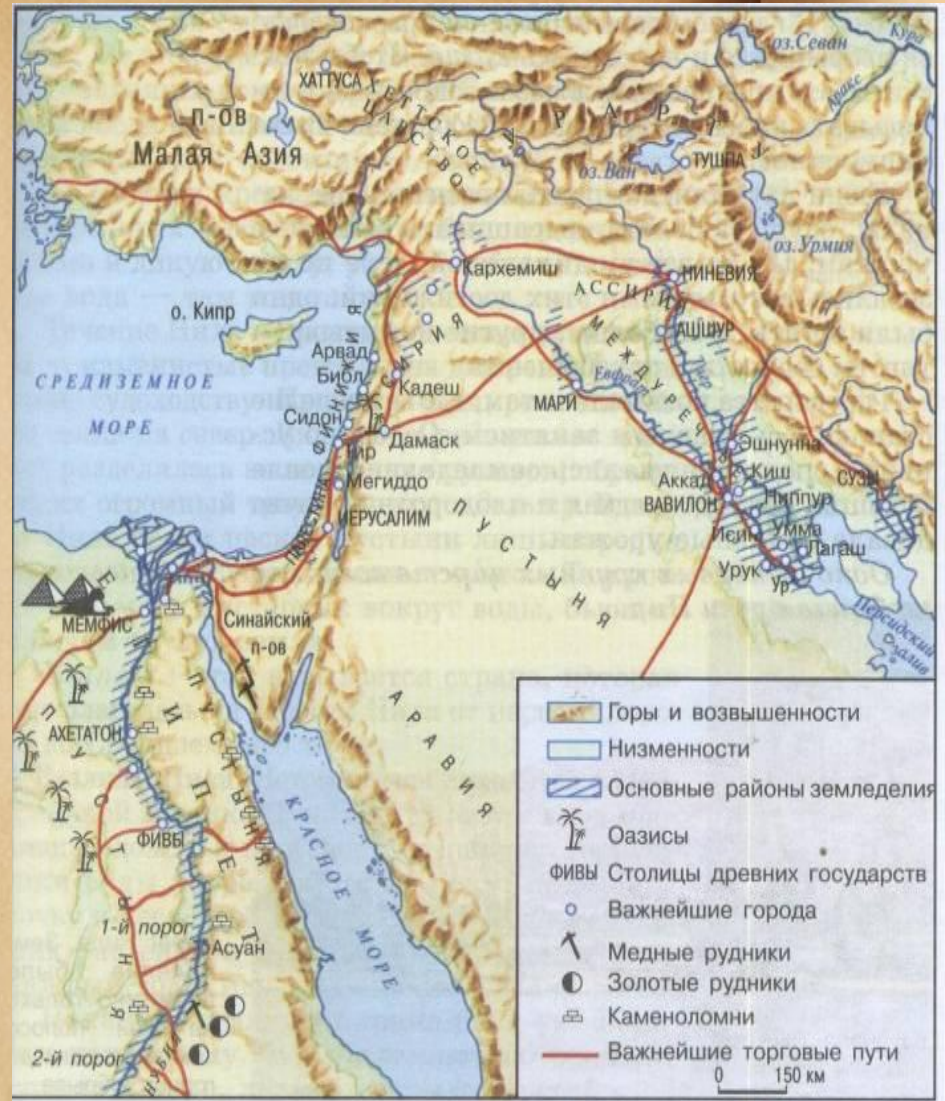 оз.Севан
Кура
ХАТТУСА
ХЕТТСКОЕ
ЦАРСТВО
УРАРТУ
Аракс
п-ов
Малая Азия
оз.Ван
ТУШПА
оз.Урмия
Кархемиш
НИНЕВИЯ
АССИРИЯ
о. Кипр
АШШУР
МЕЖДУРЕЧЬЕ
Арвад
СИРИЯ
Евфрат
Тигр
Библ
Кадеш
СРЕДИЗЕМНОЕ
МОРЕ
ФИНИКИЯ
МАРИ
Сидон
Дамаск
Тир
Эшнунна
Мегиддо
Аккад
Киш
СУЗЫ
ВАВИЛОН
Ниппур
ИЕРУСАЛИМ
ПАЛЕСТИНА
ПУСТЫНЯ
Исин
Умма
Лагаш
Урук
Ур
МЕМФИС
Синайский
п-ов
Персидский
залив
ЕГИПЕТ
АХЕТАТОН
ПУСТЫНЯ
ПУСТЫНЯ
АРАВИЯ
КРАСНОЕ
МОРЕ
ФИВЫ
1-й порог
Асуан
2-й порог
НУБИЯ
Горы и возвышенности
Низменности
Основные районы земледелия
Оазисы
ФИВЫ Столицы древних государств
Важнейшие города
Медные рудники
Золотые рудники
Каменоломни
Важнейшие торговые пути
0 150 км